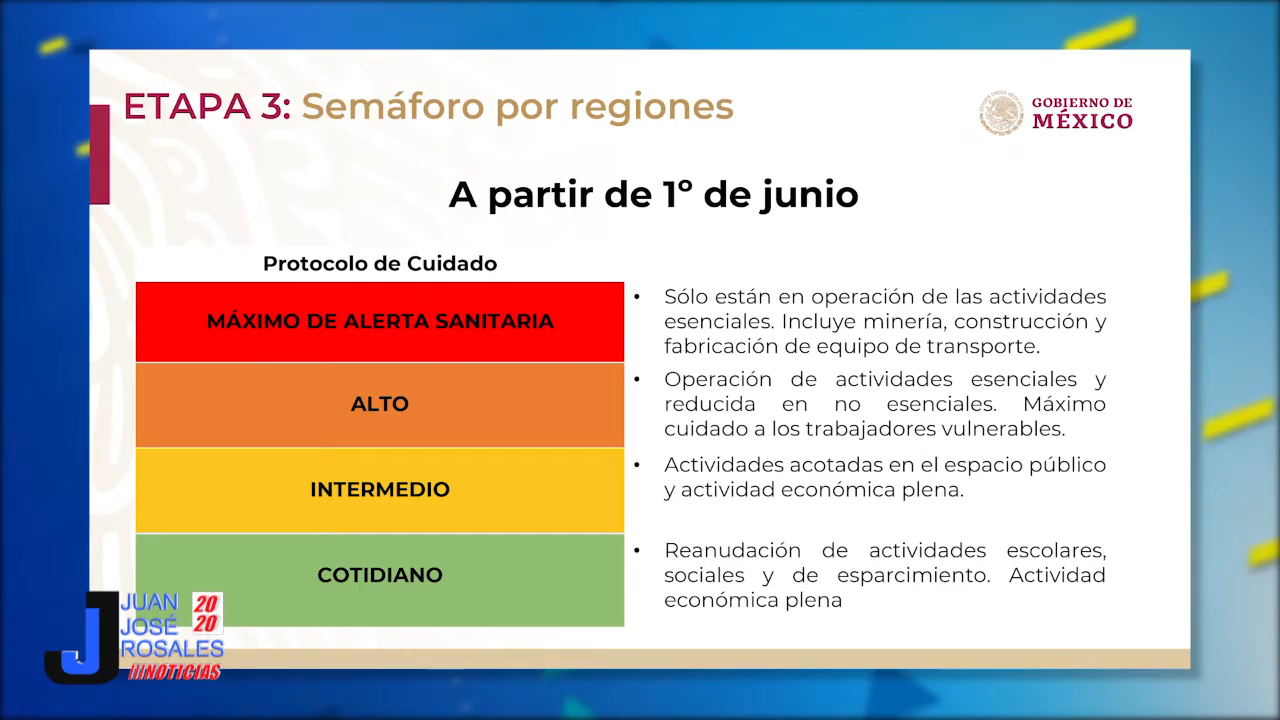 ETAPA 3: Semáforo por regiones
GOBIERNO DE
MÉXICO
A partir de 1º de junio
Protocolo de Cuidado
MÁXIMO DE ALERTA SANITARIA
• Sólo están en operación de las actividades
esenciales. Incluye minería, construcción y
fabricación de equipo de transporte.
ALTO
• Operación de actividades esenciales y
reducida en no esenciales. Máximo
cuidado a los trabajadores vulnerables.
INTERMEDIO
• Actividades acotadas en el espacio público
y actividad económica plena.
COTIDIANO
• Reanudación de actividades escolares,
sociales y de esparcimiento. Actividad
económica plena
J
JUAN
JOSÉ
ROSALES
20
20
///NOTICIAS